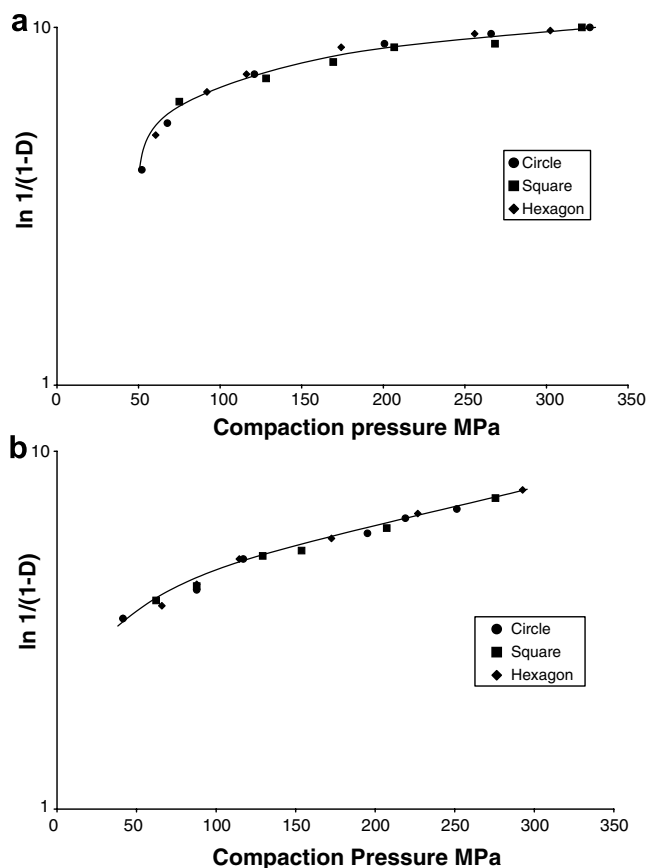 a
10
ln 1/(1-D)
Circle
Square
Hexagon
1
0 50 100 150 200 250 300 350
Compaction pressure MPa
b
10
ln 1/(1-D)
Circle
Square
Hexagon
1
0 50 100 150 200 250 300 350
Compaction Pressure MPa